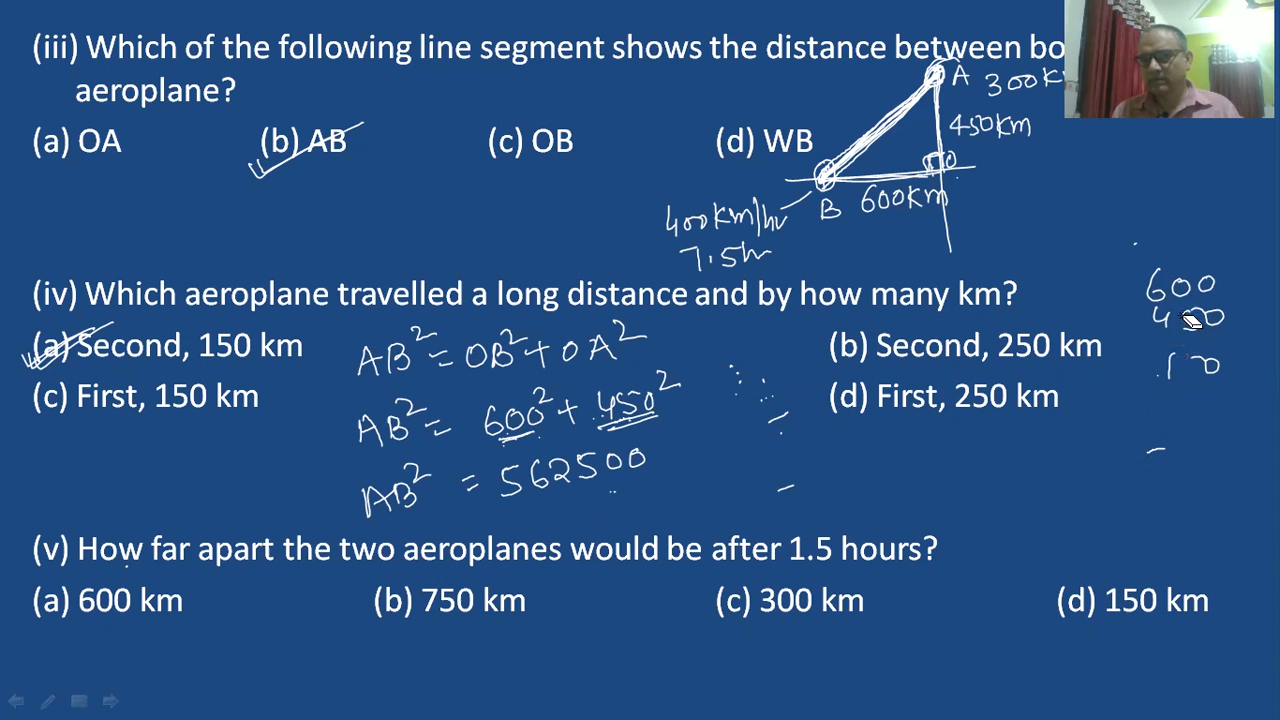 (iii) Which of the following line segment shows the distance between bo
aeroplane?
A 300K
450Km
(a) OA (b) AB (c) OB (d) WB
B 600Km
400Km/hr
7.5hr
(iv) Which aeroplane travelled a long distance and by how many km?
600
(a) Second, 150 km (b) Second, 250 km
AB² = OB² + OA²
(c) First, 150 km (d) First, 250 km
AB² = 600² + 450²
AB² = 562500
(v) How far apart the two aeroplanes would be after 1.5 hours?
(a) 600 km (b) 750 km (c) 300 km (d) 150 km